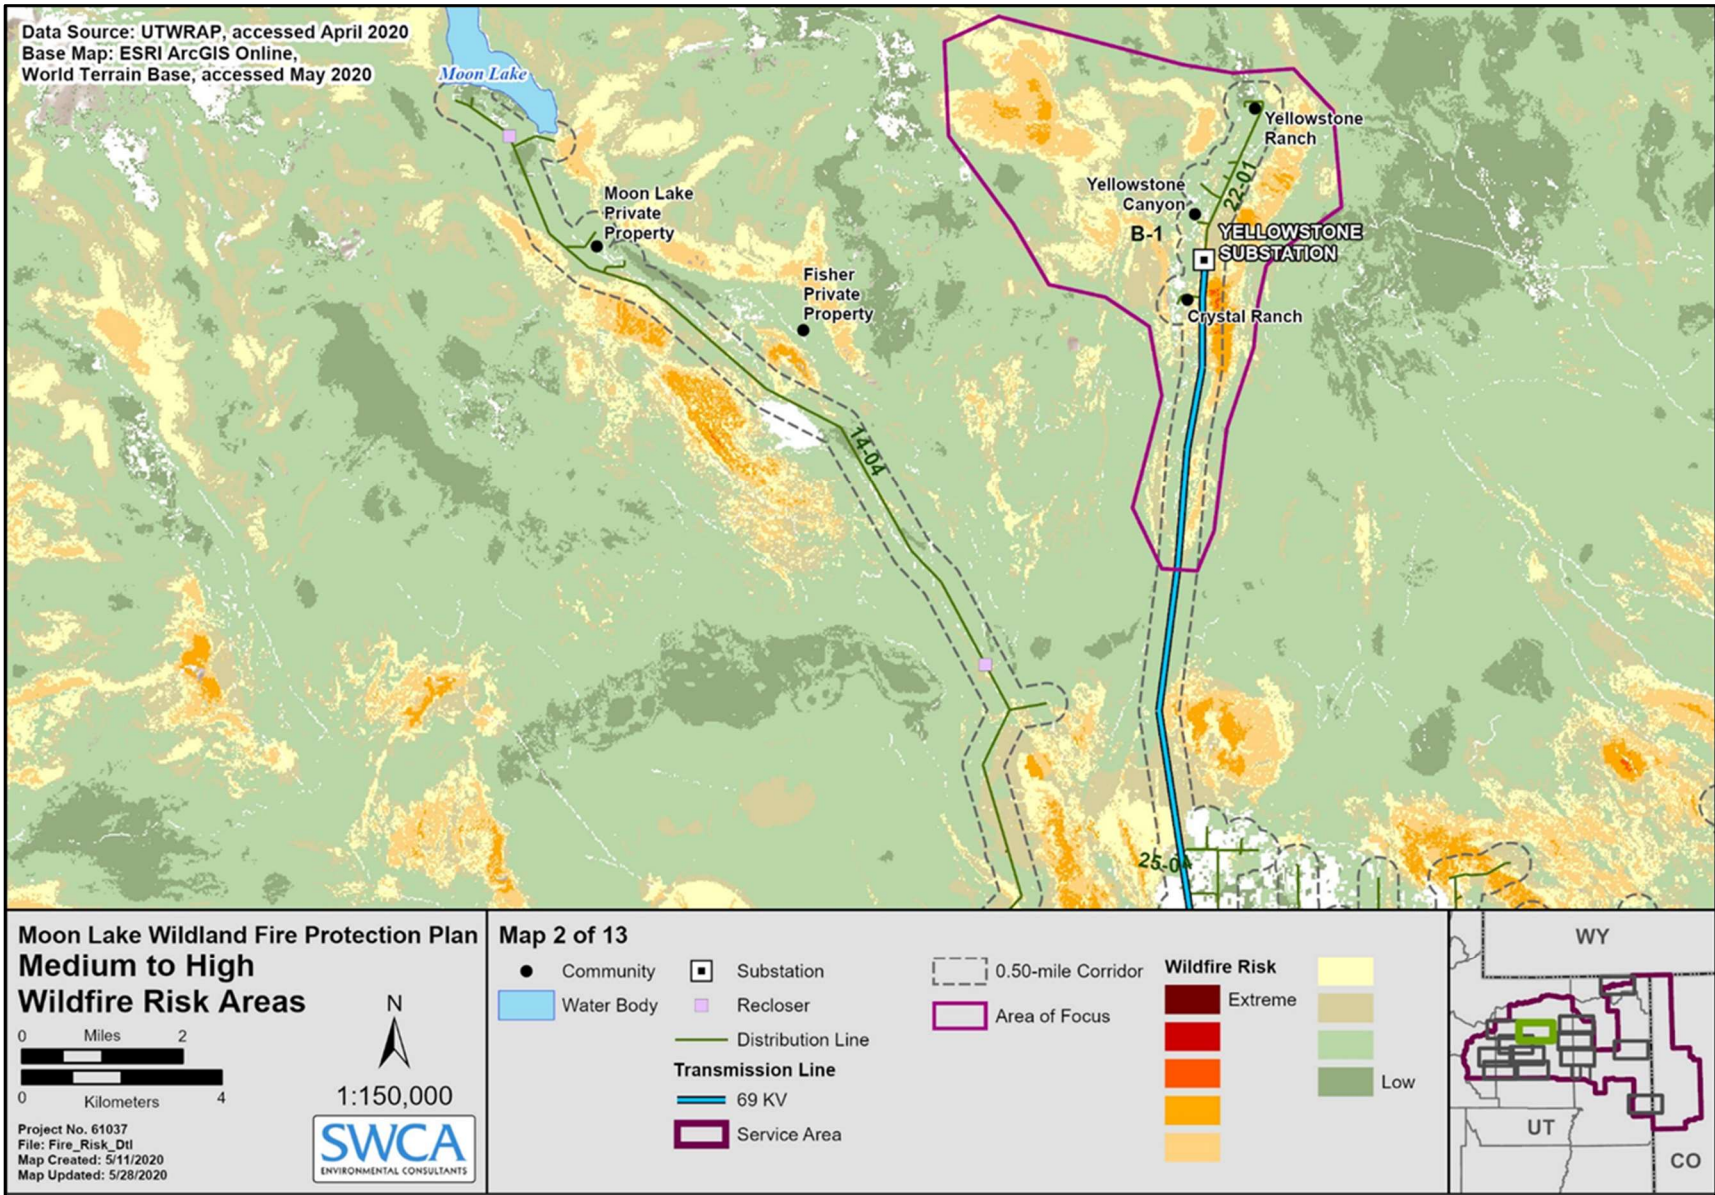 Data Source: UTWRAP, accessed April 2020
Base Map: ESRI ArcGIS Online,
World Terrain Base, accessed May 2020
Moon Lake
Moon Lake
Private
Property
Fisher
Private
Property
14-04
Yellowstone
Ranch
Yellowstone
Canyon
22-01
B-1
YELLOWSTONE
SUBSTATION
Crystal Ranch
25-04
Moon Lake Wildland Fire Protection Plan
Medium to High
Wildfire Risk Areas
0 Miles 2
0 Kilometers 4
N
1:150,000
Project No. 61037
File: Fire_Risk_Dtl
Map Created: 5/11/2020
Map Updated: 5/28/2020
SWCA
ENVIRONMENTAL CONSULTANTS
Map 2 of 13
Community
Water Body
Substation
Recloser
Distribution Line
Transmission Line
69 KV
Service Area
0.50-mile Corridor
Area of Focus
Wildfire Risk
Extreme
Low
WY
UT
CO